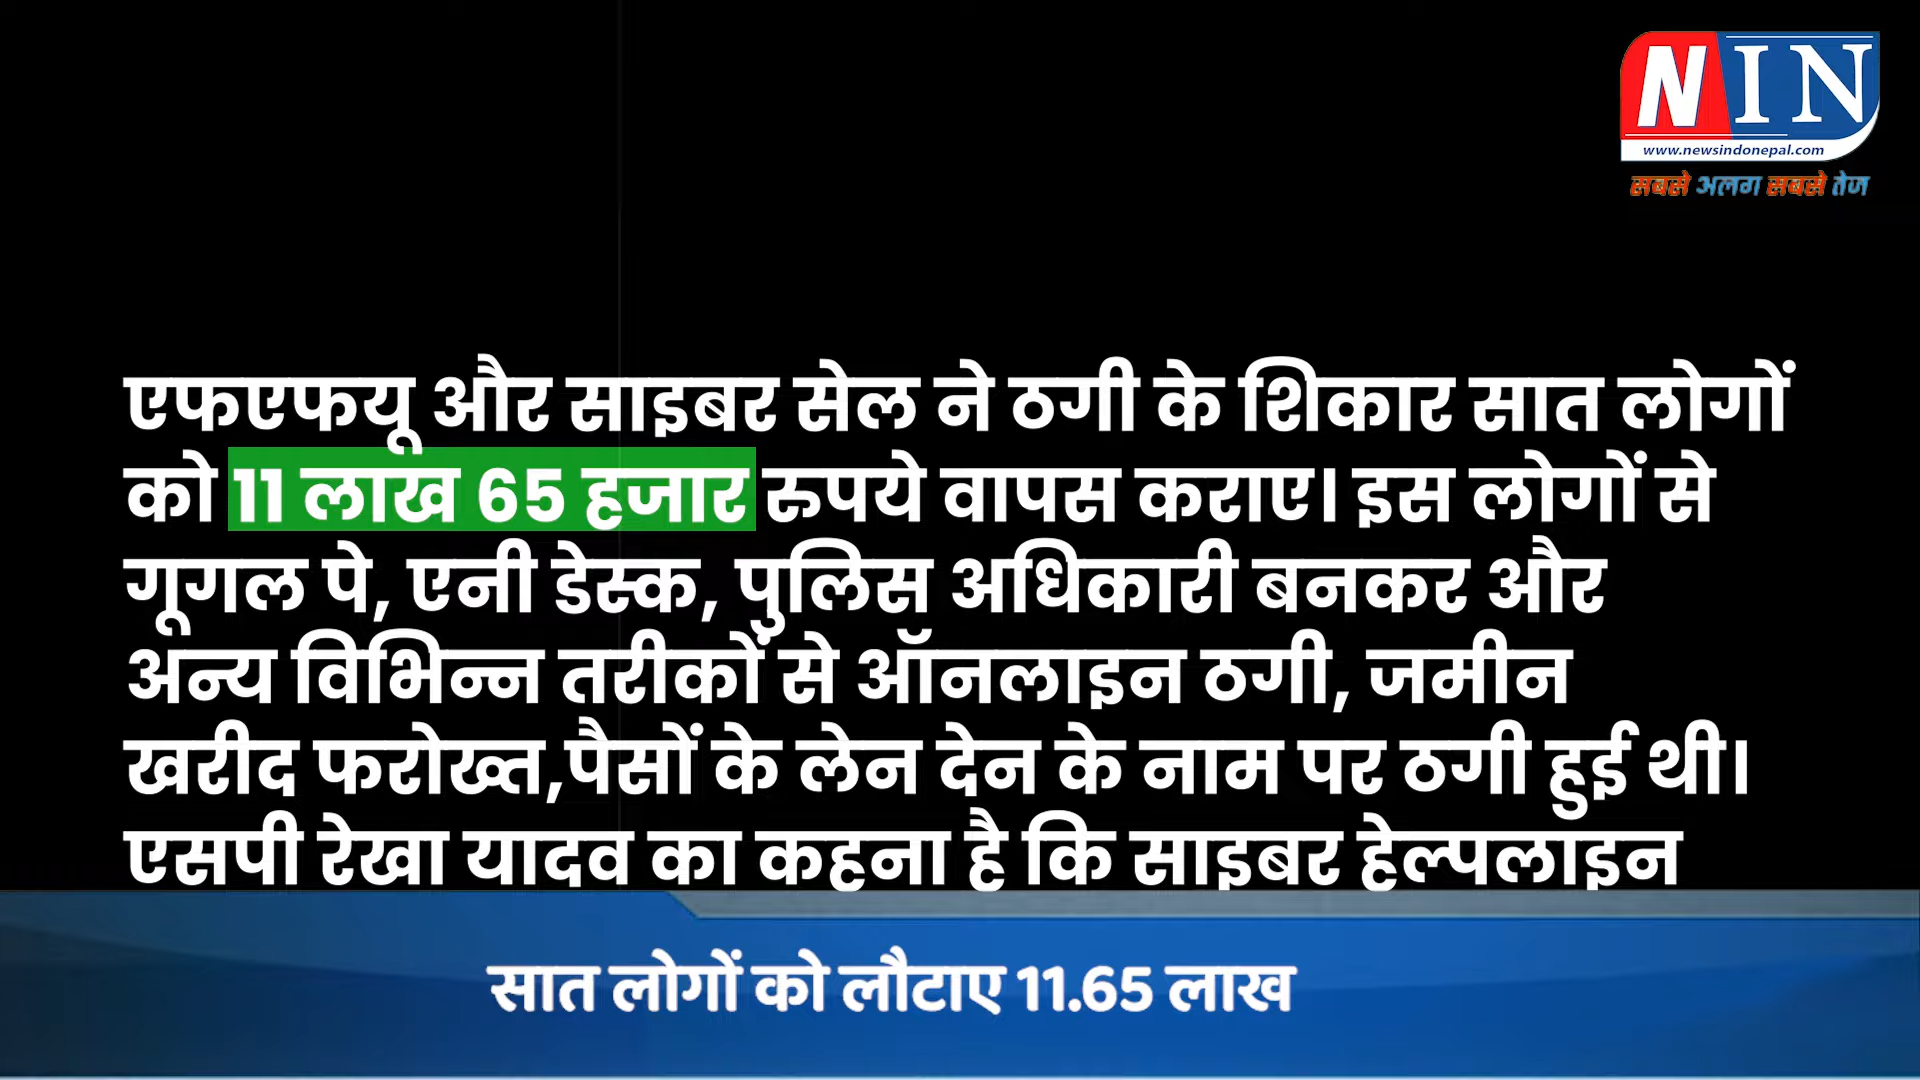 NIN
www.newsindonepal.com
सबसे अलग सबसे तेज
एफएफयू और साइबर सेल ने ठगी के शिकार सात लोगों
को 11 लाख 65 हजार रुपये वापस कराए। इस लोगों से
गूगल पे, एनी डेस्क, पुलिस अधिकारी बनकर और
अन्य विभिन्न तरीकों से ऑनलाइन ठगी, जमीन
खरीद फरोख्त,पैसों के लेन देन के नाम पर ठगी हुई थी।
एसपी रेखा यादव का कहना है कि साइबर हेल्पलाइन
सात लोगों को लौटाए 11.65 लाख